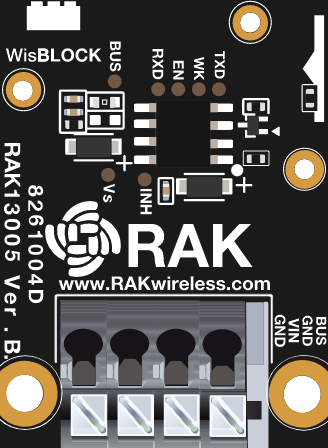 WisBLOCK
BUS
RXD
EN
WK
TXD
Vs
INH
+
+
RAK
www.RAKwireless.com
8261004D
RAK13005 Ver . B.
BUS
GND
VIN
GND